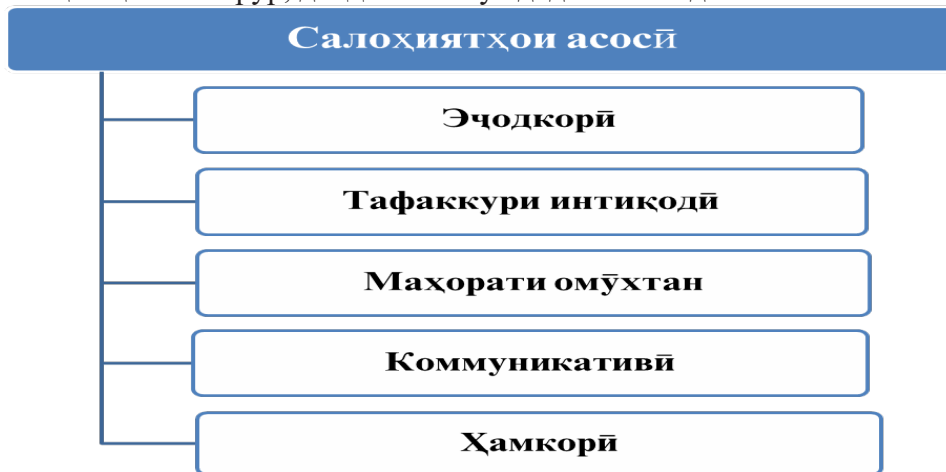 Салоҳиятҳои асосӣ
Эҷодкорӣ
Тафаккури интиқодӣ
Маҳорати омӯхтан
Коммуникативӣ
Ҳамкорӣ